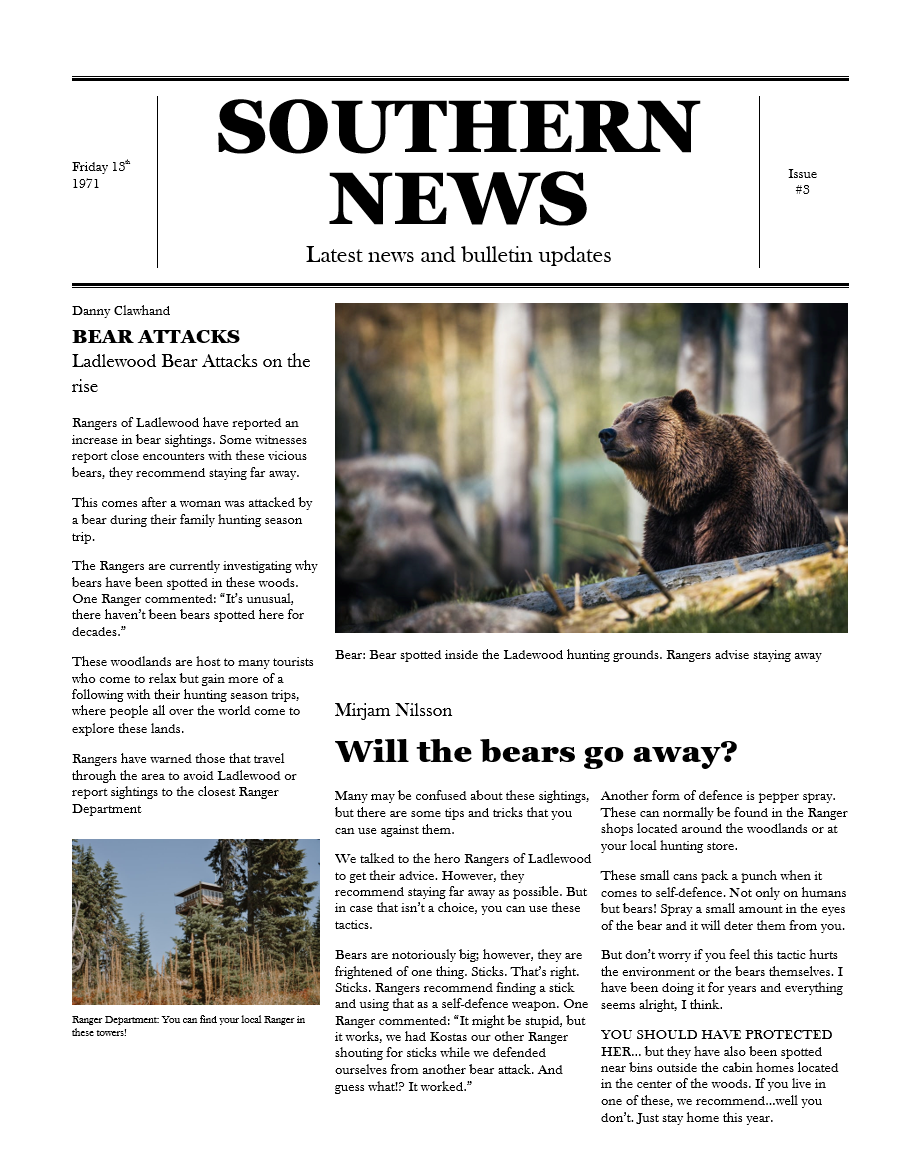 Friday 13th
1971
SOUTHERN
NEWS
Latest news and bulletin updates
Issue
#3
Danny Clawhand
BEAR ATTACKS
Ladlewood Bear Attacks on the
rise
Rangers of Ladlewood have reported an
increase in bear sightings. Some witnesses
report close encounters with these vicious
bears, they recommend staying far away.
This comes after a woman was attacked by
a bear during their family hunting season
trip.
The Rangers are currently investigating why
bears have been spotted in these woods.
One Ranger commented: “It’s unusual,
there haven’t been bears spotted here for
decades.”
These woodlands are host to many tourists
who come to relax but gain more of a
following with their hunting season trips,
where people all over the world come to
explore these lands.
Rangers have warned those that travel
through the area to avoid Ladlewood or
report sightings to the closest Ranger
Department
Ranger Department: You can find your local Ranger in
these towers!
Bear: Bear spotted inside the Ladewood hunting grounds. Rangers advise staying away
Mirjam Nilsson
Will the bears go away?
Many may be confused about these sightings,
but there are some tips and tricks that you
can use against them.
We talked to the hero Rangers of Ladlewood
to get their advice. However, they
recommend staying far away as possible. But
in case that isn’t a choice, you can use these
tactics.
Bears are notoriously big; however, they are
frightened of one thing. Sticks. That’s right.
Sticks. Rangers recommend finding a stick
and using that as a self-defence weapon. One
Ranger commented: “It might be stupid, but
it works, we had Kostas our other Ranger
shouting for sticks while we defended
ourselves from another bear attack. And
guess what!? It worked.”
Another form of defence is pepper spray.
These can normally be found in the Ranger
shops located around the woodlands or at
your local hunting store.
These small cans pack a punch when it
comes to self-defence. Not only on humans
but bears! Spray a small amount in the eyes
of the bear and it will deter them from you.
But don’t worry if you feel this tactic hurts
the environment or the bears themselves. I
have been doing it for years and everything
seems alright, I think.
YOU SHOULD HAVE PROTECTED
HER... but they have also been spotted
near bins outside the cabin homes located
in the center of the woods. If you live in
one of these, we recommend...well you
don’t. Just stay home this year.